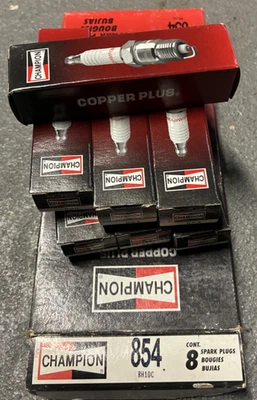 854
BOUGIES
BUJIAS
CHAMPION
COPPER PLUS®
CHAMPION
CHAMPION
CHAMPION
COPPER PLUS
CHAMPION
CHAMPION
854
RH10C
CONT.
8
SPARK PLUGS
BOUGIES
BUJIAS